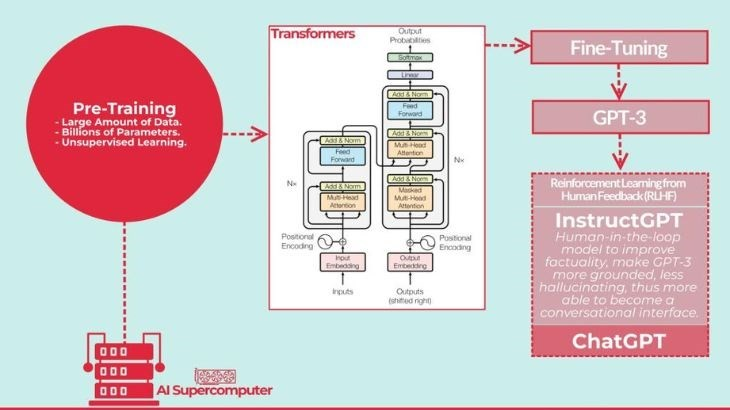 Pre-Training
- Large Amount of Data.
- Billions of Parameters.
- Unsupervised Learning.
AI Supercomputer
Transformers
Output
Probabilities
Softmax
Linear
Add & Norm
Feed
Forward
Add & Norm
Multi-Head
Attention
Add & Norm
Masked
Multi-Head
Attention
Nx
Add & Norm
Feed
Forward
Nx
Add & Norm
Multi-Head
Attention
Positional
Encoding
Positional
Encoding
Input
Embedding
Output
Embedding
Inputs
Outputs
(shifted right)
Fine-Tuning
GPT-3
Reinforcement Learning from
Human Feedback (RLHF)
InstructGPT
Human-in-the-loop
model to improve
factuality, make GPT-3
more grounded, less
hallucinating, thus more
able to become a
conversational interface.
ChatGPT